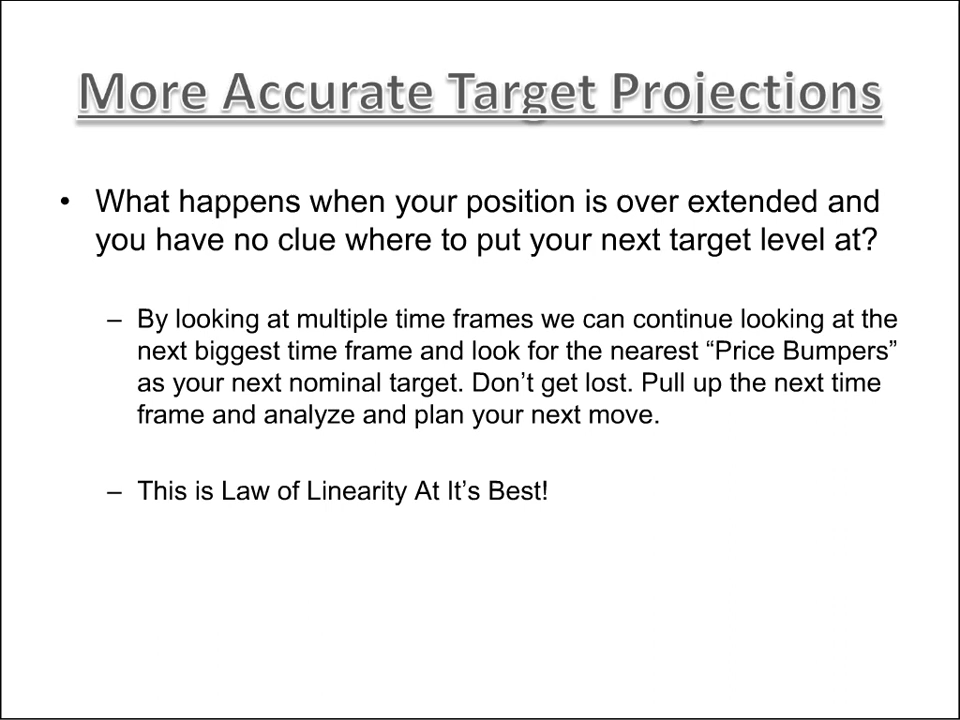 More Accurate Target Projections
• What happens when your position is over extended and
you have no clue where to put your next target level at?
– By looking at multiple time frames we can continue looking at the
next biggest time frame and look for the nearest “Price Bumpers”
as your next nominal target. Don’t get lost. Pull up the next time
frame and analyze and plan your next move.
– This is Law of Linearity At It’s Best!